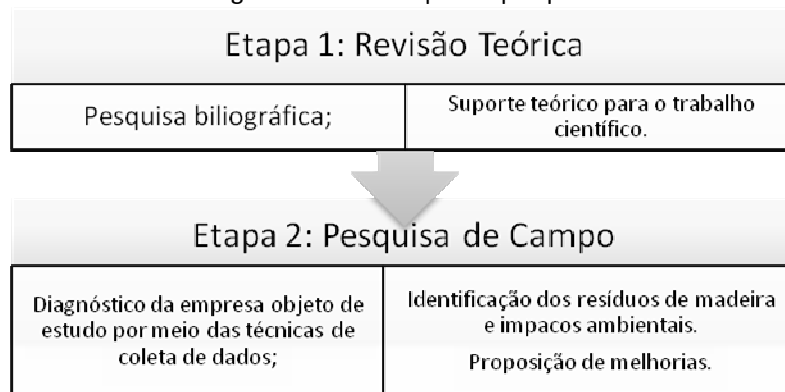 Etapa 1: Revisão Teórica
Pesquisa biliográfica;
Suporte teórico para o trabalho
científico.
Etapa 2: Pesquisa de Campo
Diagnóstico da empresa objeto de
estudo por meio das técnicas de
coleta de dados;
Identificação dos resíduos de madeira
e impacos ambientais.
Proposição de melhorias.